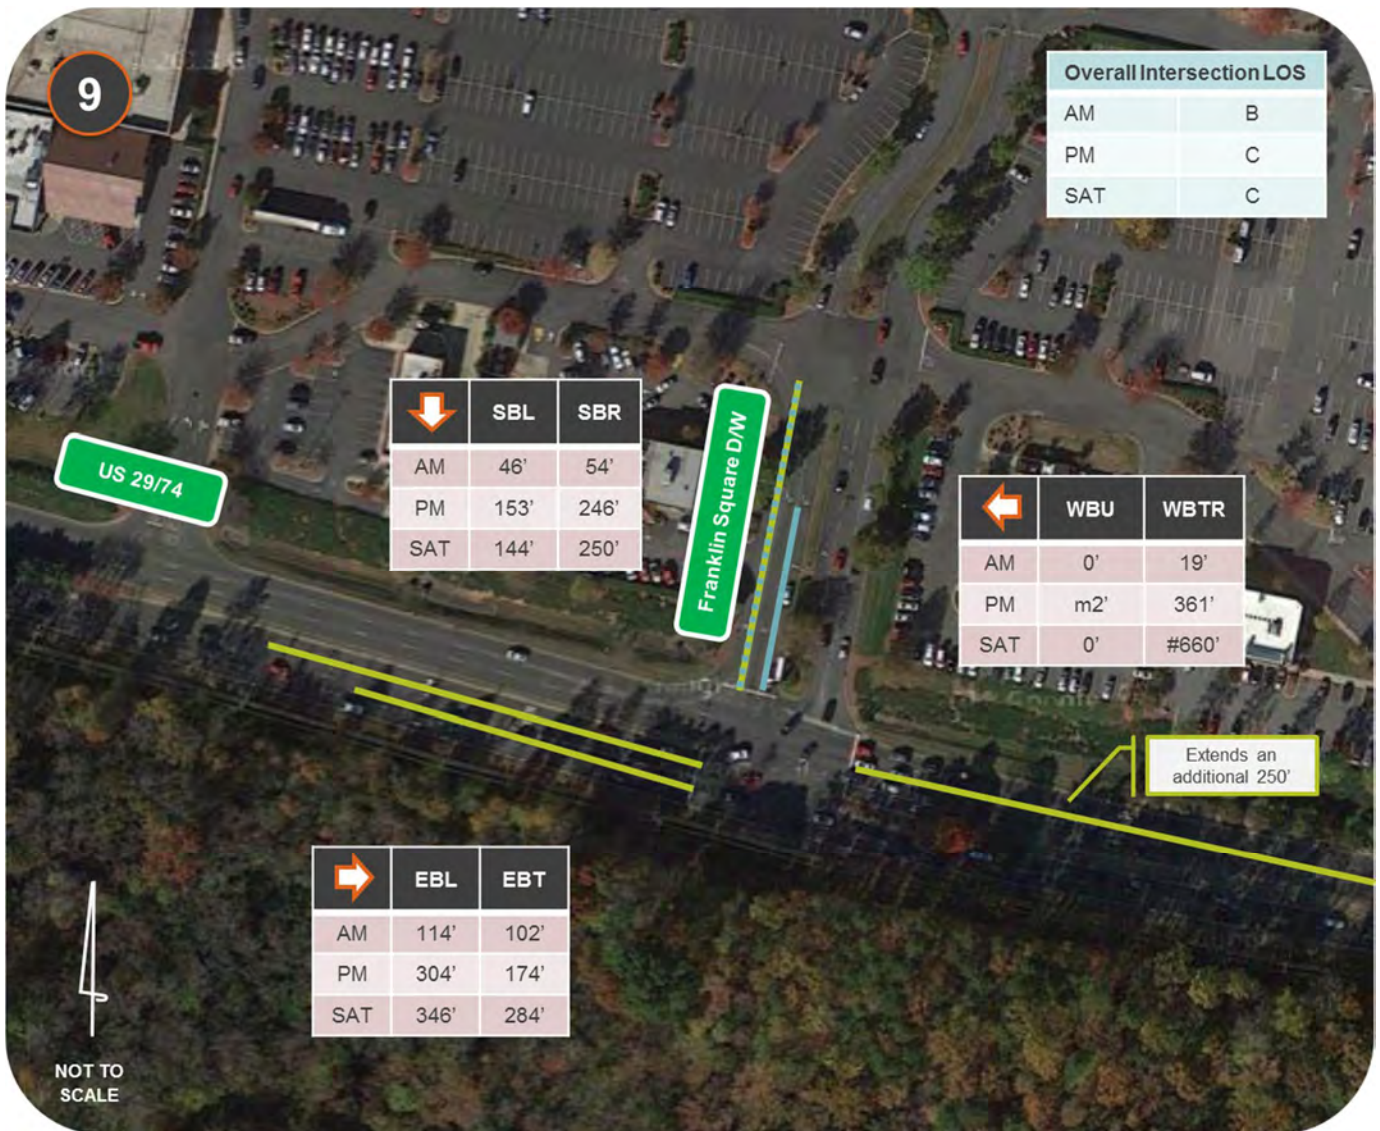 9
Overall Intersection LOS
AM B
PM C
SAT C
SBL SBR
AM 46’ 54’
PM 153’ 246’
SAT 144’ 250’
Franklin Square D/W
US 29/74
WBU WBTR
AM 0’ 19’
PM m2’ 361’
SAT 0’ #660’
Extends an
additional 250’
EBL EBT
AM 114’ 102’
PM 304’ 174’
SAT 346’ 284’
NOT TO
SCALE